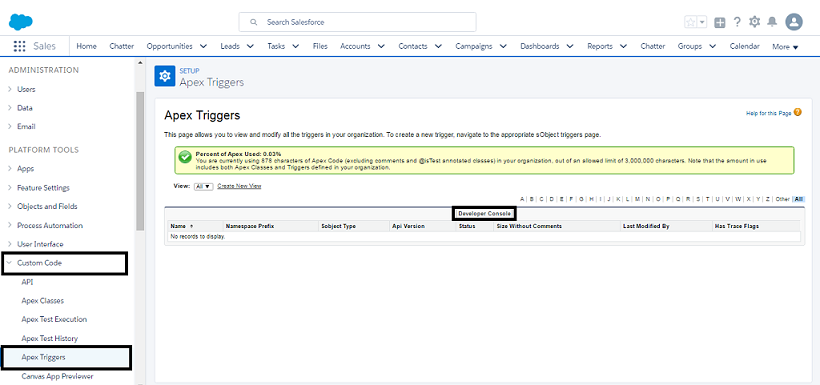 Search Salesforce
Sales
Home
Chatter
Opportunities
Leads
Tasks
Files
Accounts
Contacts
Campaigns
Dashboards
Reports
Chatter
Groups
Calendar
More
ADMINISTRATION
Users
Data
Email
PLATFORM TOOLS
Apps
Feature Settings
Objects and Fields
Process Automation
User Interface
Custom Code
API
Apex Classes
Apex Test Execution
Apex Test History
Apex Triggers
Canvas App Previewer
SETUP
Apex Triggers
Apex Triggers
Help for this Page
This page allows you to view and modify all the triggers in your organization. To create a new trigger, navigate to the appropriate sObject triggers page.
Percent of Apex Used: 0.03%
You are currently using 878 characters of Apex Code (excluding comments and @isTest annotated classes) in your organization, out of an allowed limit of 3,000,000 characters. Note that the amount in use
includes both Apex Classes and Triggers defined in your organization.
View: All Create New View
A | B | C | D | E | F | G | H | I | J | K | L | M | N | O | P | Q | R | S | T | U | V | W | X | Y | Z | Other | All
Developer Console
Name Namespace Prefix Sobject Type Api Version Status Size Without Comments Last Modified By Has Trace Flags
No records to display.